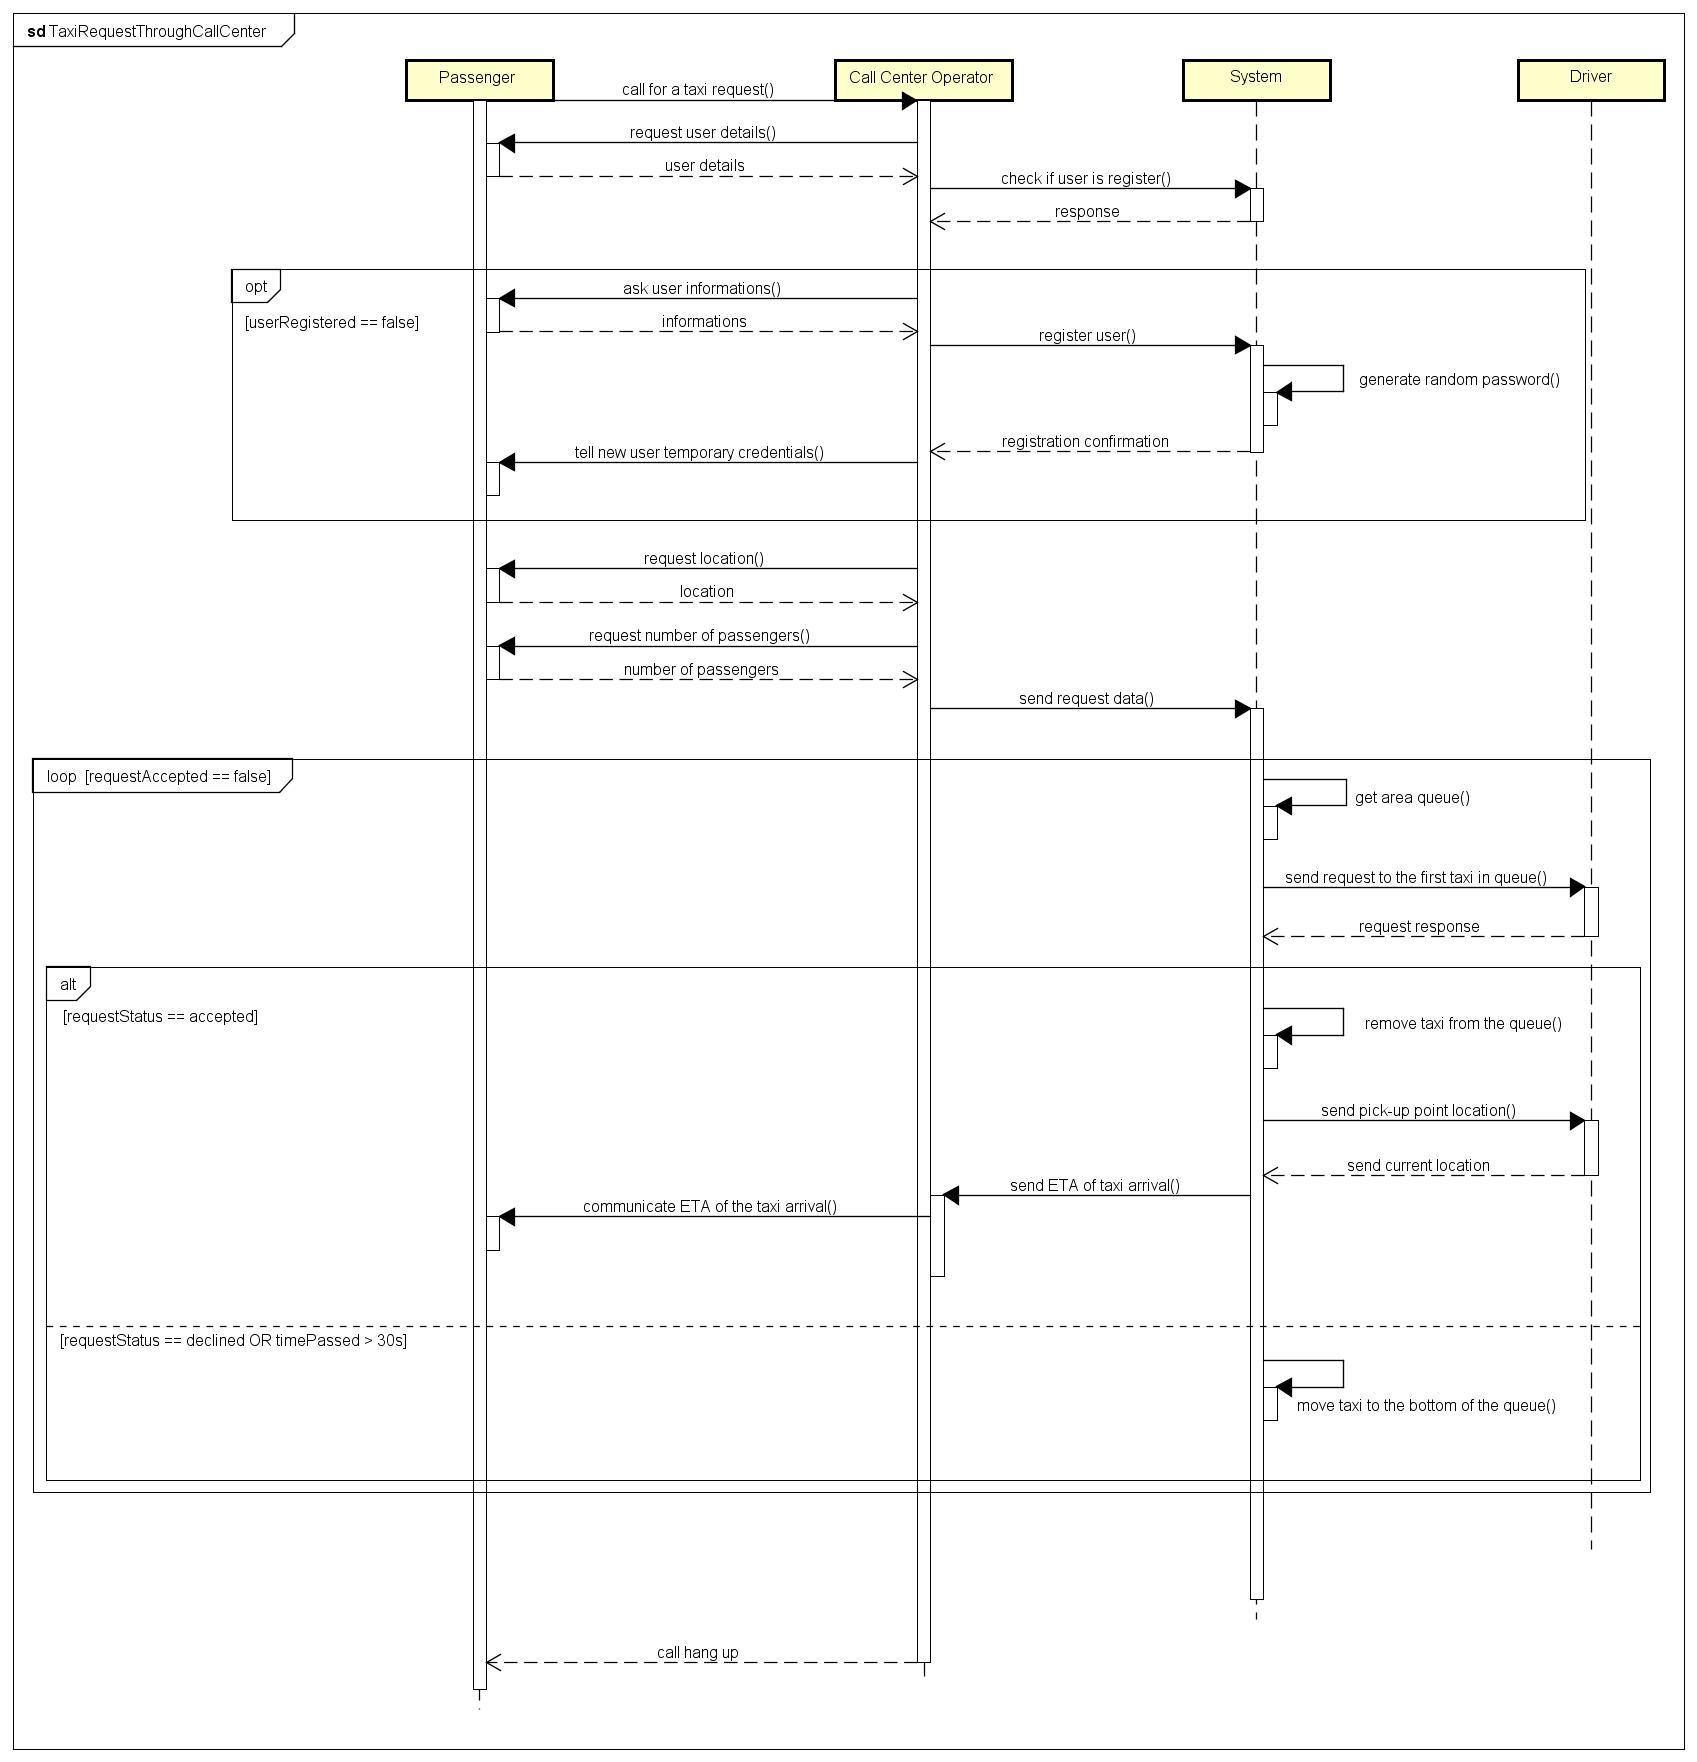 sd TaxiRequestThroughCallCenter
Passenger
Call Center Operator
System
Driver
call for a taxi request()
request user details()
user details
check if user is register()
response
opt
[userRegistered == false]
ask user informations()
informations
register user()
generate random password()
registration confirmation
tell new user temporary credentials()
request location()
location
request number of passengers()
number of passengers
send request data()
loop [requestAccepted == false]
get area queue()
send request to the first taxi in queue()
request response
alt
[requestStatus == accepted]
remove taxi from the queue()
send pick-up point location()
send current location
send ETA of taxi arrival()
communicate ETA of the taxi arrival()
[requestStatus == declined OR timePassed > 30s]
move taxi to the bottom of the queue()
call hang up